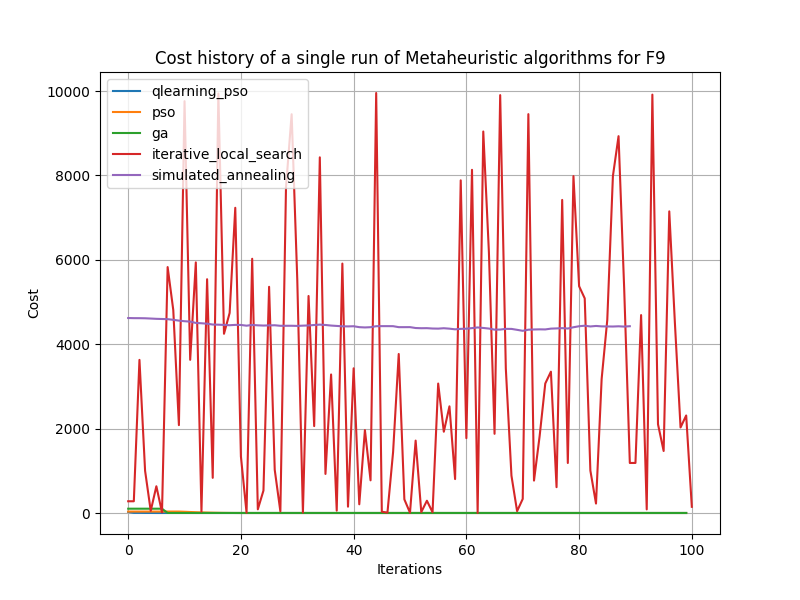 Cost history of a single run of Metaheuristic algorithms for F9
qlearning_pso
pso
ga
iterative_local_search
simulated_annealing
10000
8000
6000
4000
2000
0
Cost
0 20 40 60 80 100
Iterations